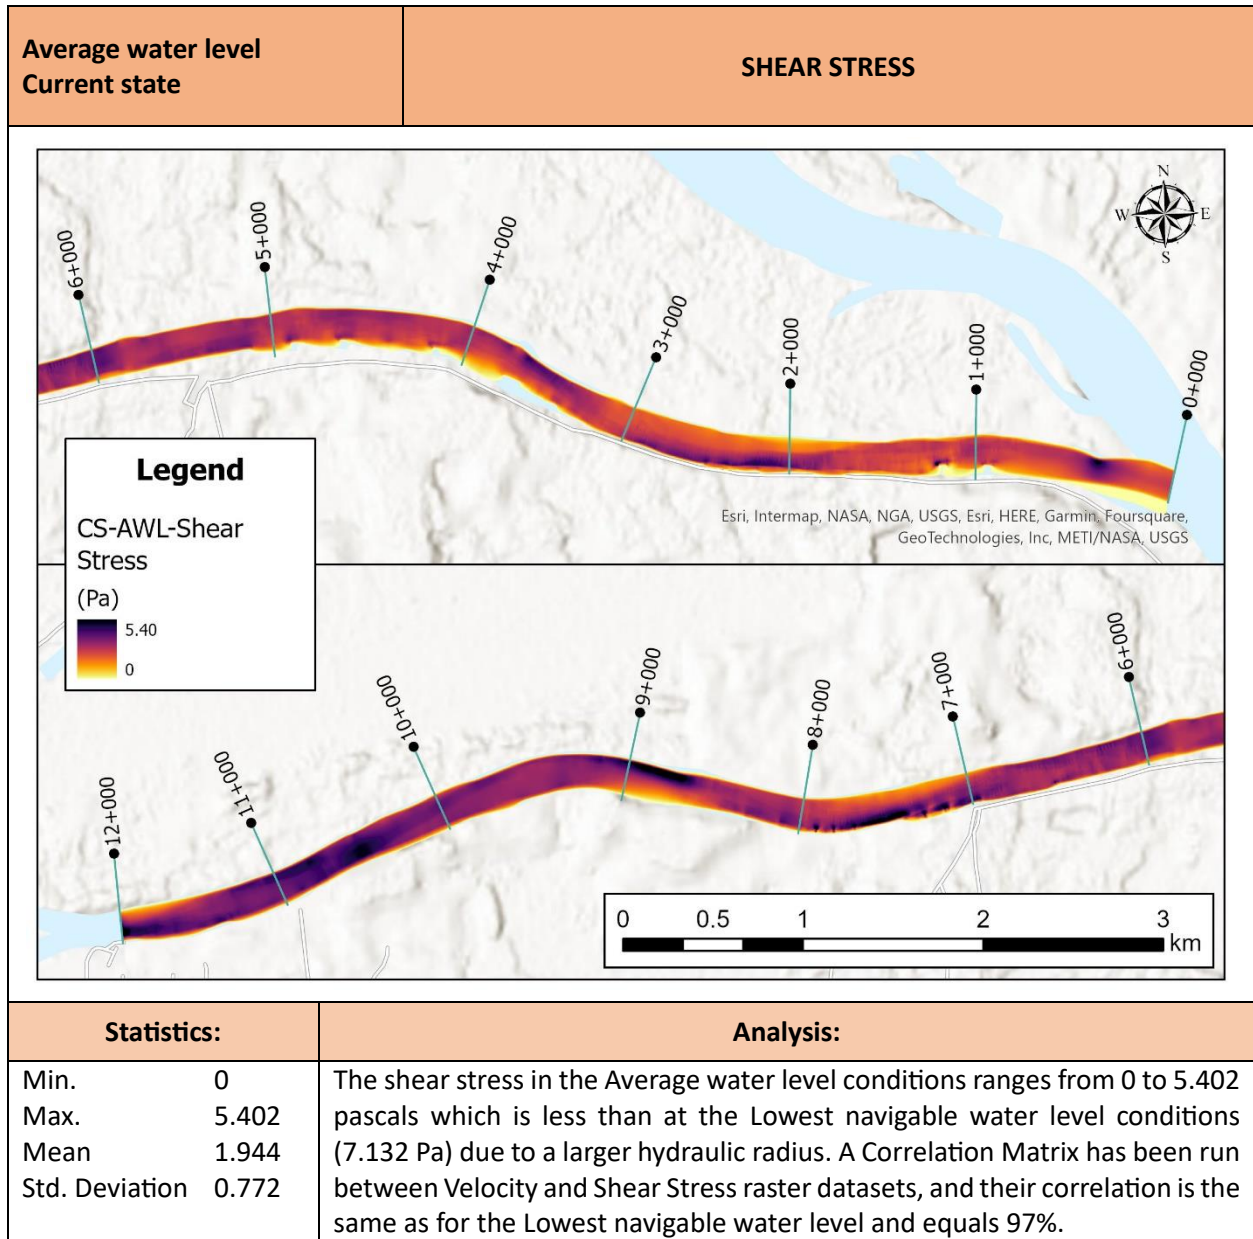 Average water level
Current state
SHEAR STRESS
N
W
E
S
6+000
5+000
4+000
3+000
2+000
1+000
0+000
Esri, Intermap, NASA, NGA, USGS, Esri, HERE, Garmin, Foursquare,
GeoTechnologies, Inc, METI/NASA, USGS
Legend
CS-AWL-Shear
Stress
(Pa)
5.40
0
12+000
11+000
10+000
9+000
8+000
7+000
6+000
0 0.5 1 2 3
km
Statistics:
Min. 0
Max. 5.402
Mean 1.944
Std. Deviation 0.772
Analysis:
The shear stress in the Average water level conditions ranges from 0 to 5.402
pascals which is less than at the Lowest navigable water level conditions
(7.132 Pa) due to a larger hydraulic radius. A Correlation Matrix has been run
between Velocity and Shear Stress raster datasets, and their correlation is the
same as for the Lowest navigable water level and equals 97%.